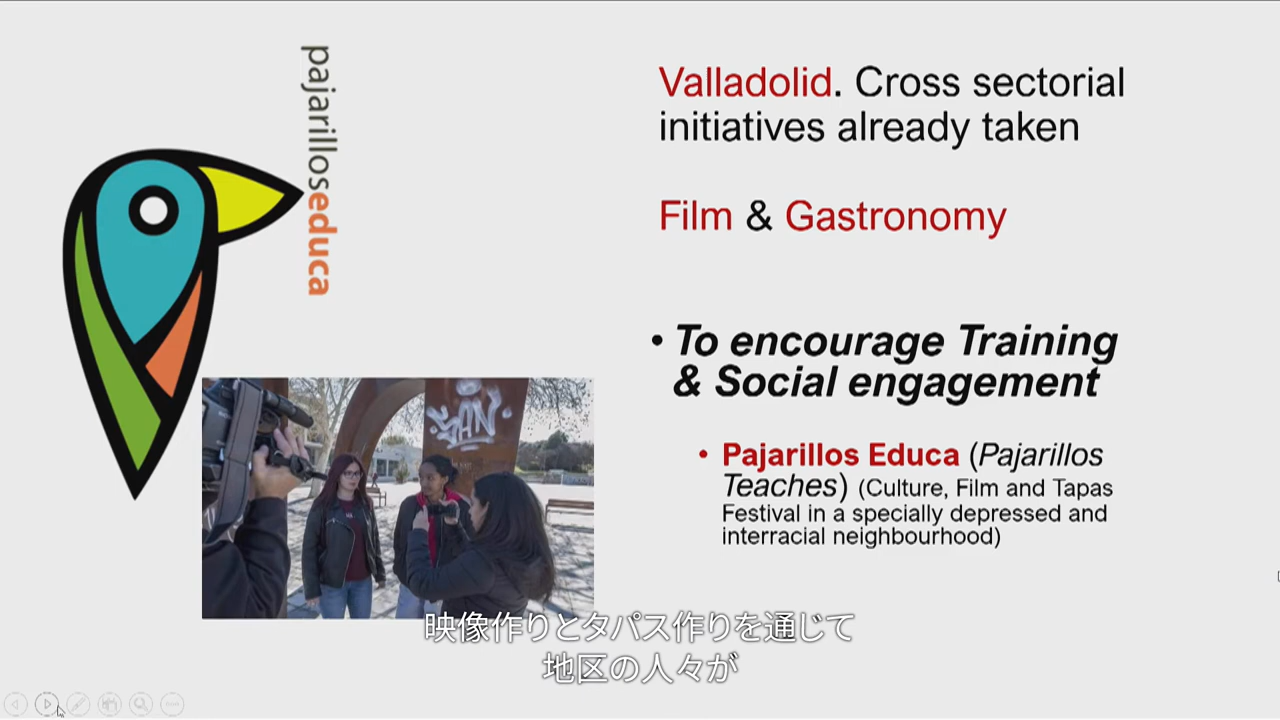 pajarilloseduca
Valladolid. Cross sectorial
initiatives already taken
Film & Gastronomy
• To encourage Training
& Social engagement
• Pajarillos Educa (Pajarillos
Teaches) (Culture, Film and Tapas
Festival in a specially depressed and
interracial neighbourhood)
映像作りとタパス作りを通じて
地区の人々が